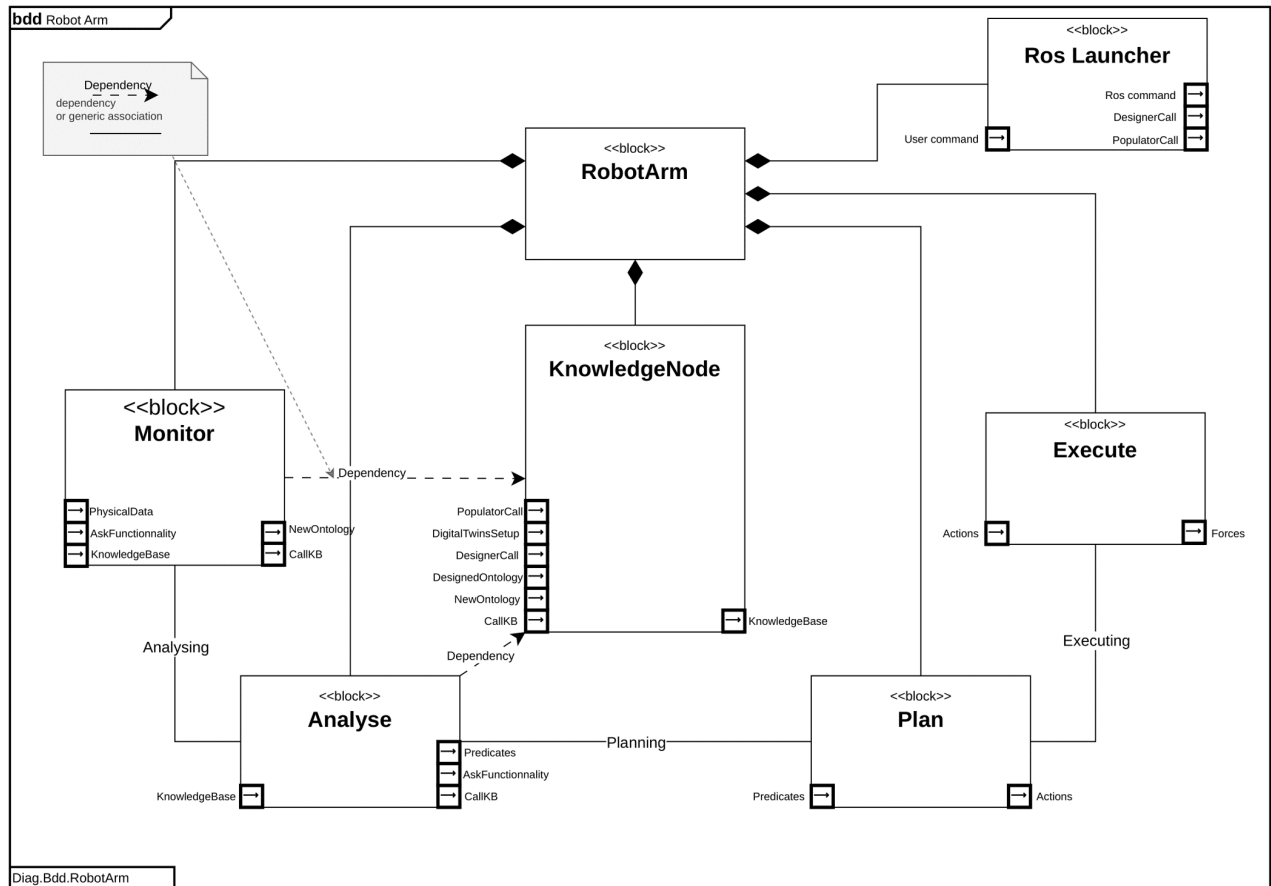 bdd Robot Arm
<<block>>
Ros Launcher
Ros command
DesignerCall
User command
PopulatorCall
Dependency
dependency
or generic association
<<block>>
RobotArm
<<block>>
KnowledgeNode
<<block>>
Monitor
PhysicalData
AskFunctionnality
KnowledgeBase
NewOntology
CallKB
Dependency
PopulatorCall
DigitalTwinsSetup
DesignerCall
DesignedOntology
NewOntology
CallKB
KnowledgeBase
<<block>>
Execute
Actions
Forces
Analysing
Dependency
Executing
<<block>>
Analyse
Predicates
AskFunctionnality
KnowledgeBase
CallKB
Planning
<<block>>
Plan
Predicates
Actions
Diag.Bdd.RobotArm